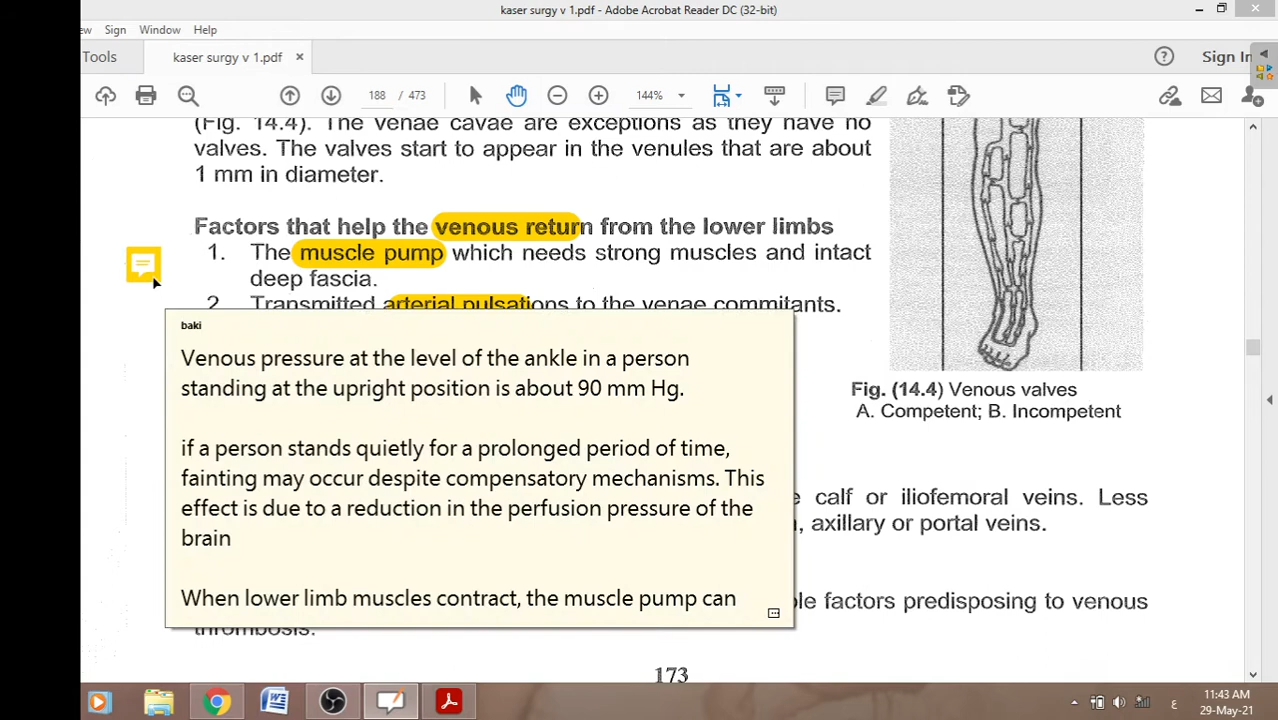 kaser surgy v 1.pdf - Adobe Acrobat Reader DC (32-bit)
ew Sign Window Help
Tools kaser surgy v 1.pdf × Sign In
188 / 473 144%
(Fig. 14.4). The venae cavae are exceptions as they have no
valves. The valves start to appear in the venules that are about
1 mm in diameter.
Factors that help the venous return from the lower limbs
1. The muscle pump which needs strong muscles and intact
deep fascia.
2. Transmitted arterial pulsations to the venae commitants.
baki
Venous pressure at the level of the ankle in a person
standing at the upright position is about 90 mm Hg.
if a person stands quietly for a prolonged period of time,
fainting may occur despite compensatory mechanisms. This
effect is due to a reduction in the perfusion pressure of the
brain
When lower limb muscles contract, the muscle pump can
Fig. (14.4) Venous valves
A. Competent; B. Incompetent
calf or iliofemoral veins. Less
, axillary or portal veins.
factors predisposing to venous
thrombosis.
173
11:43 AM
ع
29-May-21